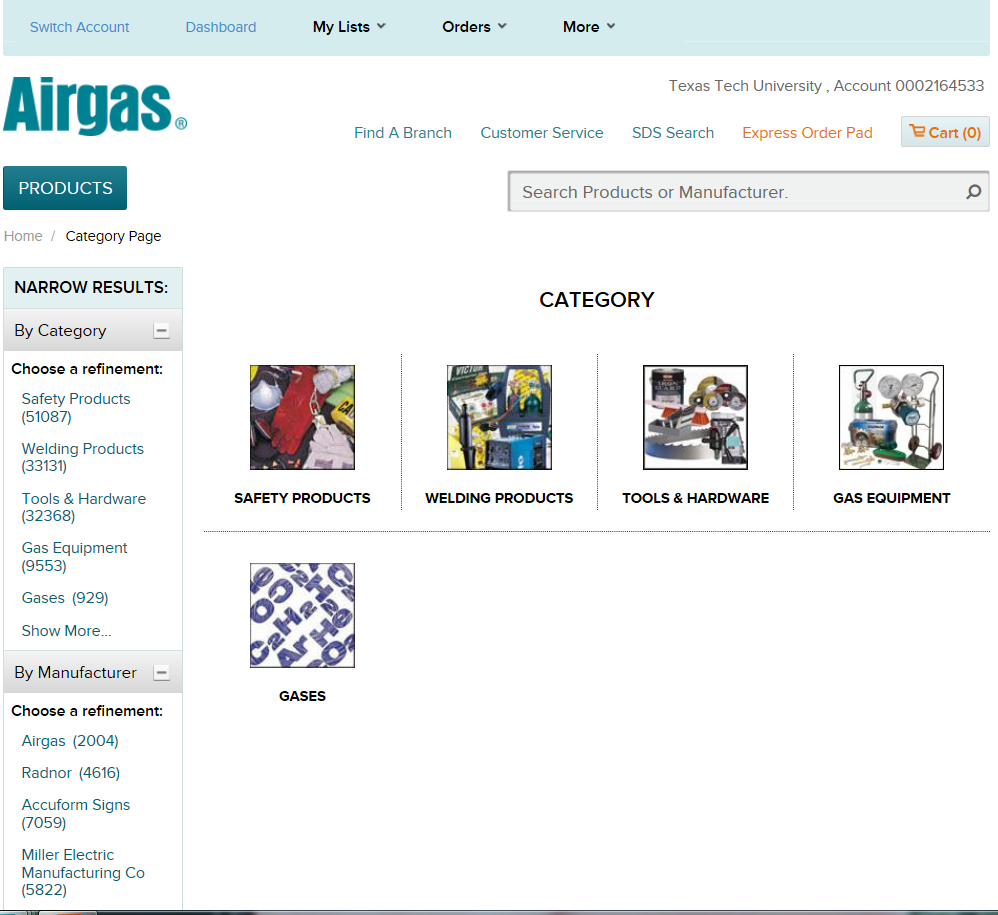 Switch Account Dashboard My Lists Orders More
Airgas®
Texas Tech University , Account 0002164533
Find A Branch Customer Service SDS Search Express Order Pad Cart (0)
PRODUCTS
Search Products or Manufacturer.
Home / Category Page
NARROW RESULTS:
By Category
Choose a refinement:
Safety Products
(51087)
Welding Products
(33131)
Tools & Hardware
(32368)
Gas Equipment
(9553)
Gases (929)
Show More...
By Manufacturer
Choose a refinement:
Airgas (2004)
Radnor (4616)
Accuform Signs
(7059)
Miller Electric
Manufacturing Co
(5822)
CATEGORY
VICTOR
SAFETY PRODUCTS WELDING PRODUCTS TOOLS & HARDWARE GAS EQUIPMENT
GASES